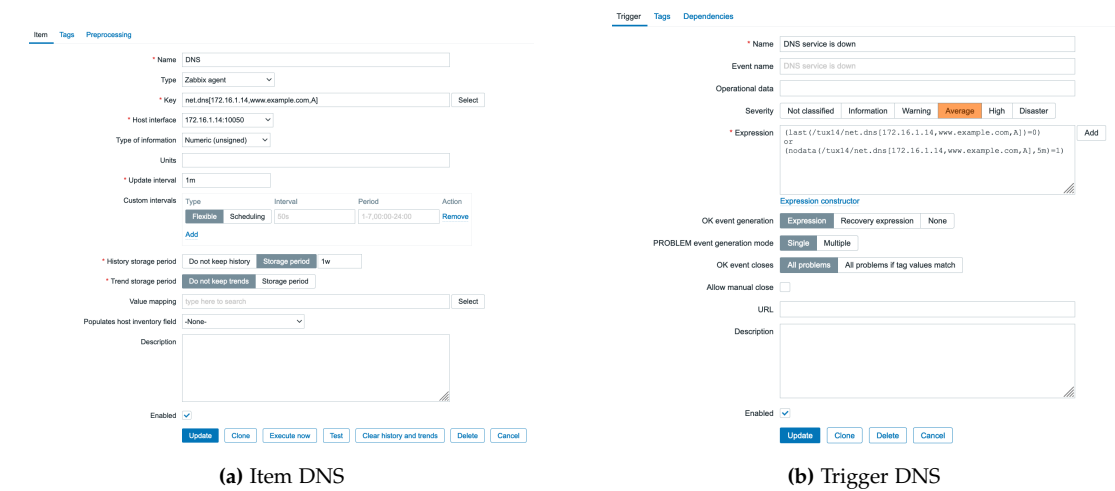 Item Tags Preprocessing
* Name DNS
Type Zabbix agent
* Key net.dns[172.16.1.14,www.example.com,A] Select
* Host interface 172.16.1.14:10050
Type of information Numeric (unsigned)
Units
* Update interval 1m
Custom intervals Type Interval Period Action
Flexible Scheduling 50s 1-7,00:00-24:00 Remove
Add
* History storage period Do not keep history Storage period 1w
* Trend storage period Do not keep trends Storage period
Value mapping type here to search Select
Populates host inventory field -None-
Description
Enabled
Update Clone Execute now Test Clear history and trends Delete Cancel
(a) Item DNS
Trigger Tags Dependencies
* Name DNS service is down
Event name DNS service is down
Operational data
Severity Not classified Information Warning Average High Disaster
* Expression (last(/tux14/net.dns[172.16.1.14,www.example.com,A])=0) Add
or
(nodata(/tux14/net.dns[172.16.1.14,www.example.com,A],5m)=1)
Expression constructor
OK event generation Expression Recovery expression None
PROBLEM event generation mode Single Multiple
OK event closes All problems All problems if tag values match
Allow manual close
URL
Description
Enabled
Update Clone Delete Cancel
(b) Trigger DNS